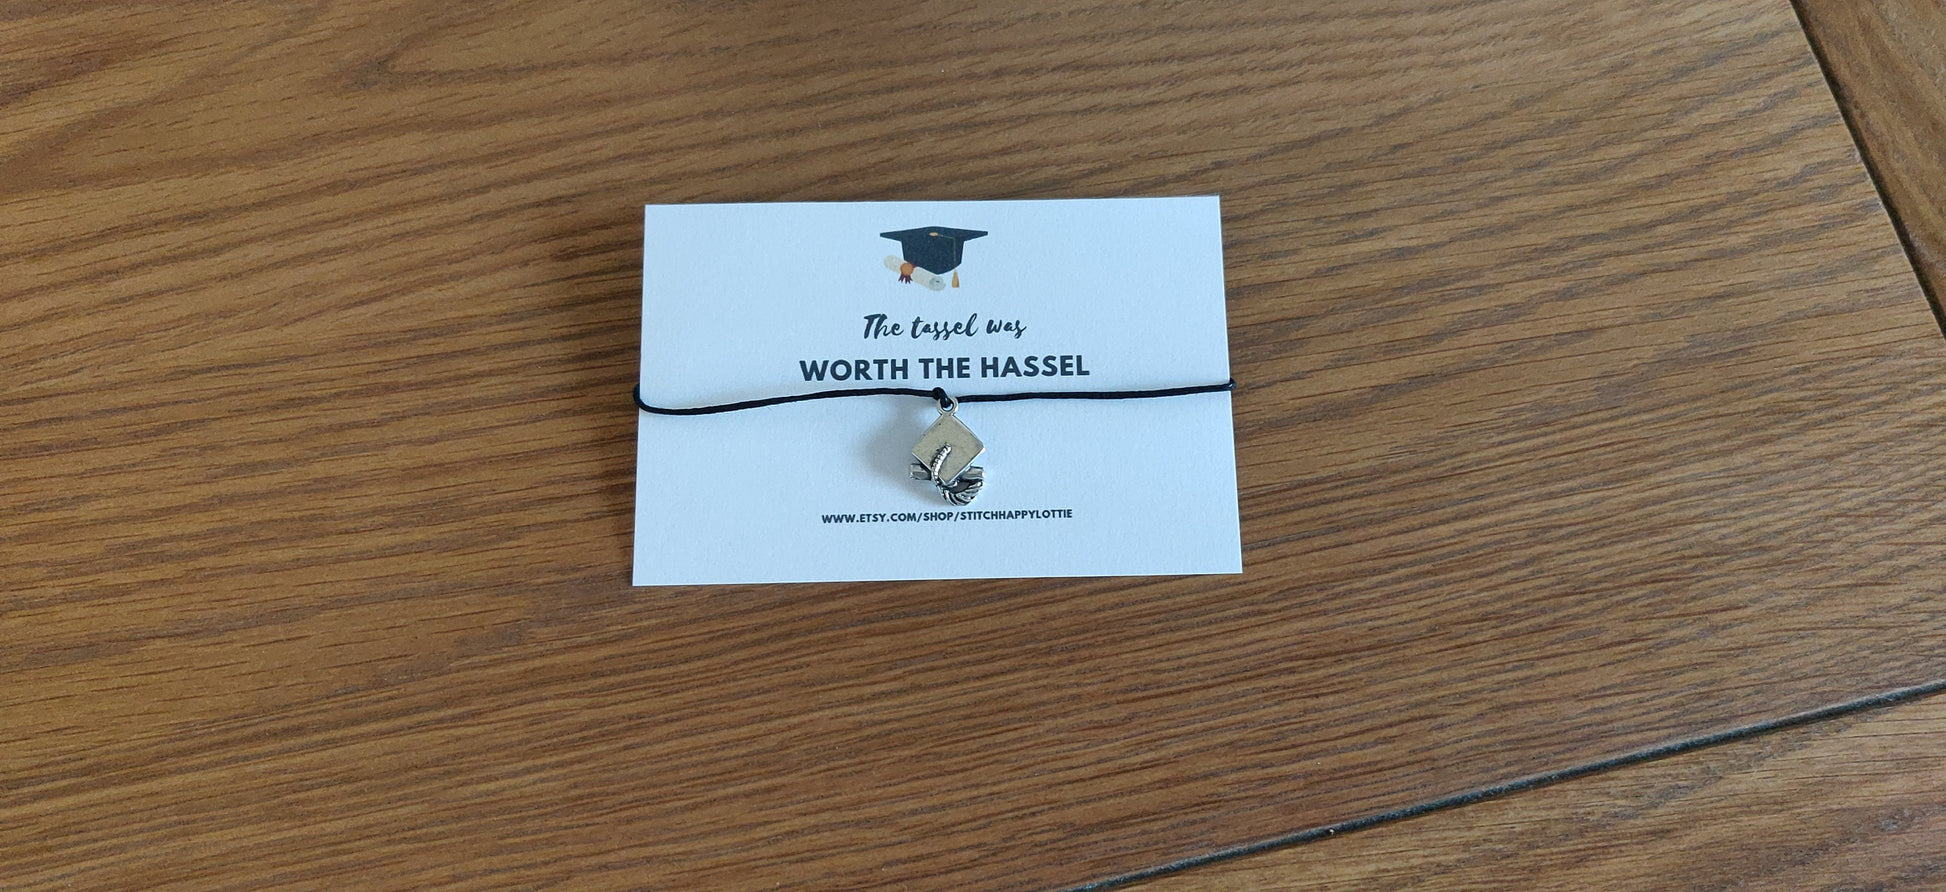 The tassel was
WORTH THE HASSEL
WWW.ETSY.COM/SHOP/STITCHHAPPYLOTTIE